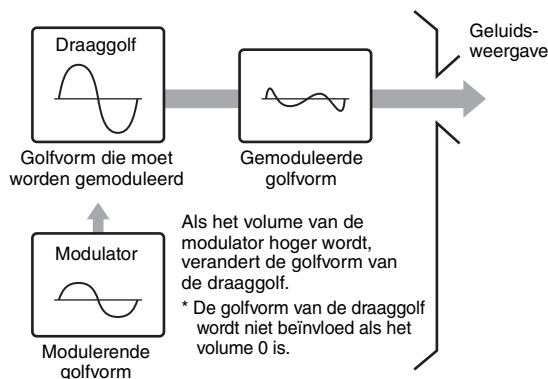 Draaggolf
Geluids-
weergave
Golfvorm die moet
worden gemoduleerd
Gemoduleerde
golfvorm
Modulator
Modulerende
golfvorm
Als het volume van de
modulator hoger wordt,
verandert de golfvorm van
de draaggolf.
* De golfvorm van de draaggolf
wordt niet beïnvloed als het
volume 0 is.